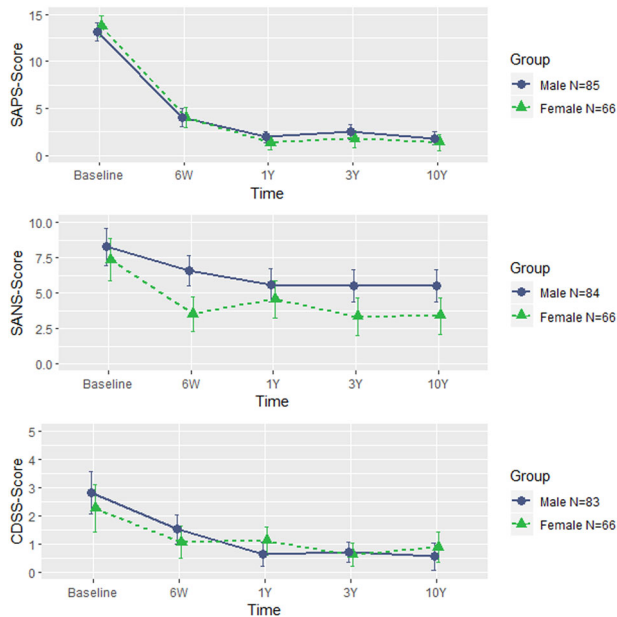 15
10
5
0
SAPS-Score
Baseline 6W 1Y 3Y 10Y
Time
Group
Male N=85
Female N=66
10.0
7.5
5.0
2.5
0.0
SANS-Score
Baseline 6W 1Y 3Y 10Y
Time
Group
Male N=84
Female N=66
5
4
3
2
1
0
CDSS-Score
Baseline 6W 1Y 3Y 10Y
Time
Group
Male N=83
Female N=66